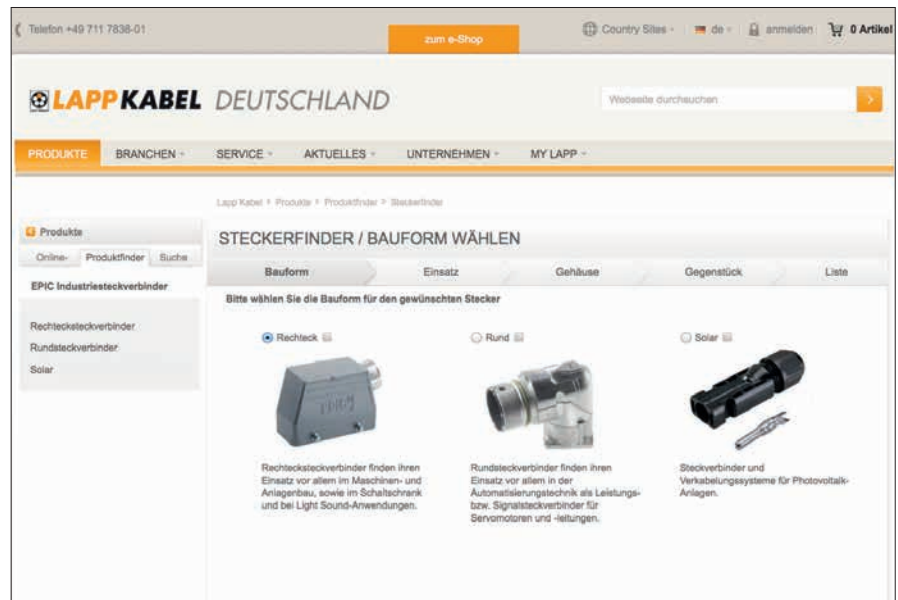 Telefon +49 711 7838-01
zum e-Shop
Country Sites
de
anmelden
0 Artikel
LAPP KABEL DEUTSCHLAND
Webseite durchsuchen
PRODUKTE
BRANCHEN
SERVICE
AKTUELLES
UNTERNEHMEN
MY LAPP
Lapp Kabel > Produkte > Produktfinder > Steckerfinder
Produkte
Online-
Produktfinder
Suche
EPIC Industriesteckverbinder
Rechtecksteckverbinder
Rundsteckverbinder
Solar
STECKERFINDER / BAUFORM WÄHLEN
Bauform
Einsatz
Gehäuse
Gegenstück
Liste
Bitte wählen Sie die Bauform für den gewünschten Stecker
Rechteck
EPIC
Rechtecksteckverbinder finden ihren
Einsatz vor allem im Maschinen- und
Anlagenbau, sowie im Schaltschrank
und bei Light Sound-Anwendungen.
Rund
Rundsteckverbinder finden ihren
Einsatz vor allem in der
Automatisierungstechnik als Leistungs-
bzw. Signalsteckverbinder für
Servomotoren und -leitungen.
Solar
Steckverbinder und
Verkabelungssysteme für Photovoltaik-
Anlagen.